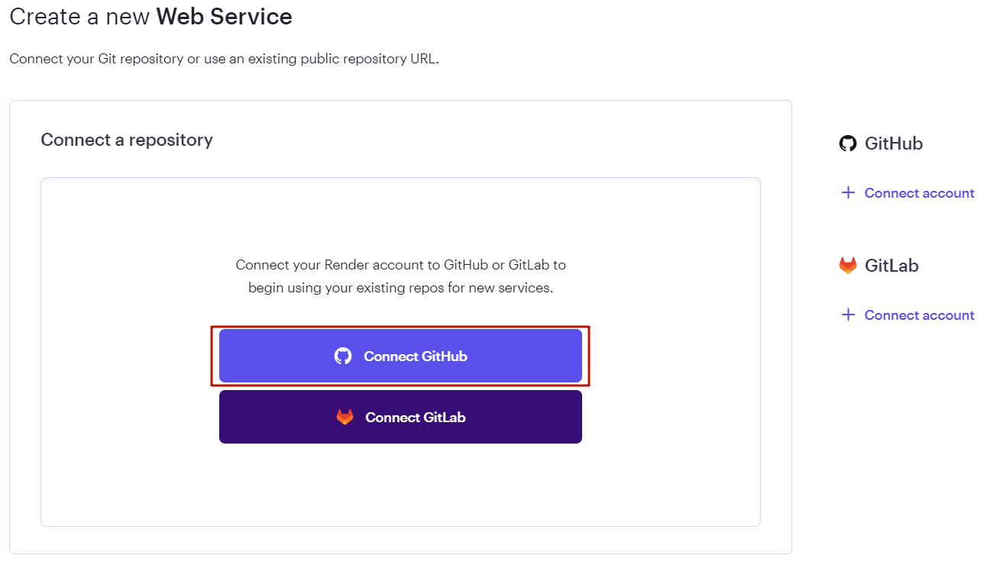 Create a new Web Service
Connect your Git repository or use an existing public repository URL.
Connect a repository
Connect your Render account to GitHub or GitLab to
begin using your existing repos for new services.
Connect GitHub
Connect GitLab
GitHub
Connect account
GitLab
Connect account